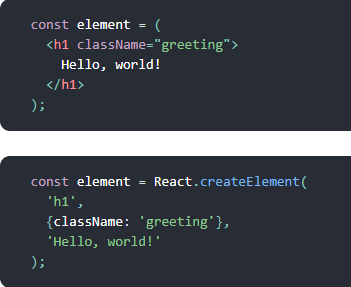 const element = (
  <h1 className="greeting">
    Hello, world!
  </h1>
);
const element = React.createElement(
  'h1',
  {className: 'greeting'},
  'Hello, world!'
);